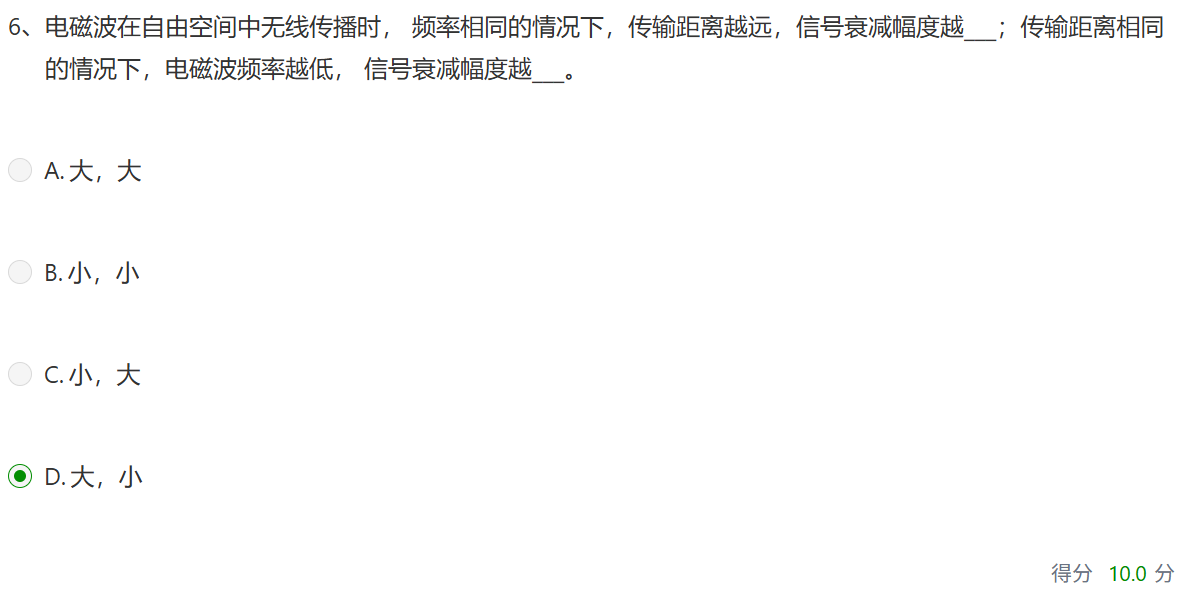 6、电磁波在自由空间中无线传播时， 频率相同的情况下，传输距离越远，信号衰减幅度越___；传输距离相同
的情况下，电磁波频率越低， 信号衰减幅度越___。
A. 大，大
B. 小，小
C. 小，大
D. 大，小
得分 10.0 分